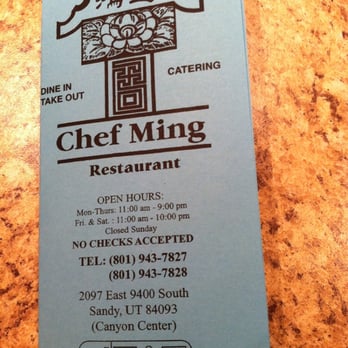 DINE IN
TAKE OUT
CATERING
Chef Ming
Restaurant
OPEN HOURS:
Mon-Thurs: 11:00 am - 9:00 pm
Fri. & Sat. : 11:00 am - 10:00 pm
Closed Sunday
NO CHECKS ACCEPTED
TEL: (801) 943-7827
(801) 943-7828
2097 East 9400 South
Sandy, UT 84093
(Canyon Center)